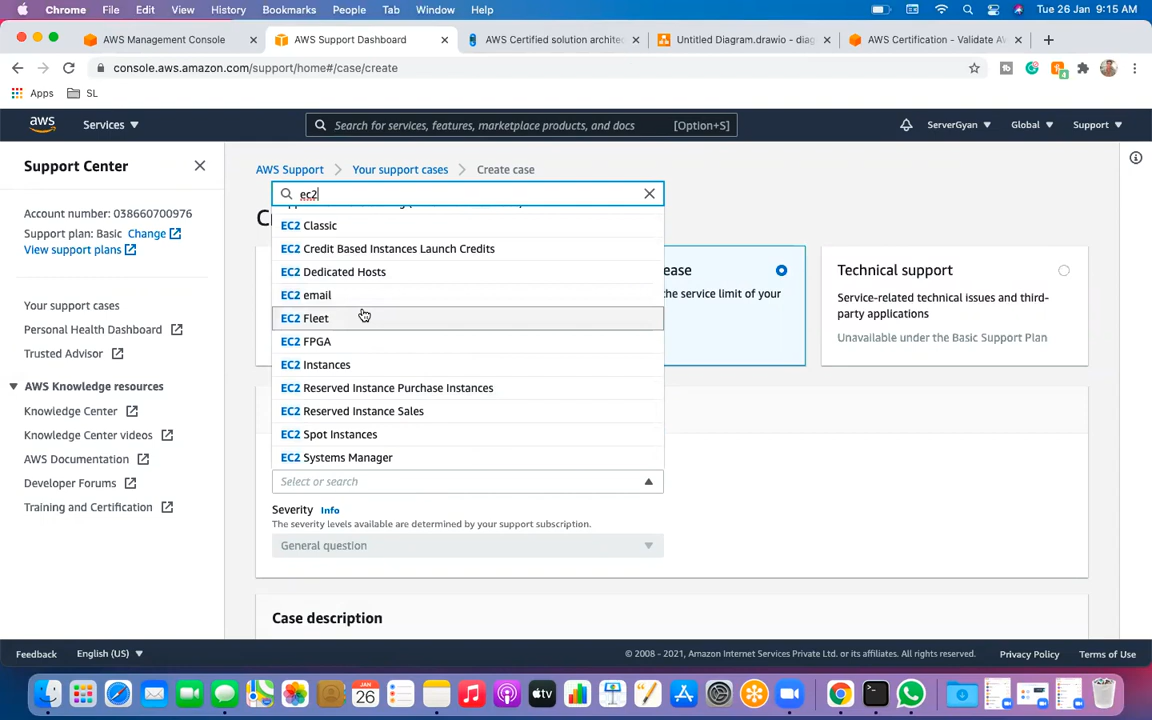 Chrome File Edit View History Bookmarks People Tab Window Help Tue 26 Jan 9:15 AM
AWS Management Console
AWS Support Dashboard
AWS Certified solution architec
Untitled Diagram.drawio - diag
AWS Certification - Validate AW
console.aws.amazon.com/support/home#/case/create
Apps SL
aws Services Search for services, features, marketplace products, and docs [Option+S] ServerGyan Global Support
Support Center
Account number: 038660700976
Support plan: Basic Change
View support plans
Your support cases
Personal Health Dashboard
Trusted Advisor
AWS Knowledge resources
Knowledge Center
Knowledge Center videos
AWS Documentation
Developer Forums
Training and Certification
AWS Support > Your support cases > Create case
ec2
EC2 Classic
EC2 Credit Based Instances Launch Credits
EC2 Dedicated Hosts
EC2 email
EC2 Fleet
EC2 FPGA
EC2 Instances
EC2 Reserved Instance Purchase Instances
EC2 Reserved Instance Sales
EC2 Spot Instances
EC2 Systems Manager
Select or search
Severity Info
The severity levels available are determined by your support subscription.
General question
Case description
ease
the service limit of your
Technical support
Service-related technical issues and third-
party applications
Unavailable under the Basic Support Plan
Feedback English (US) © 2008 - 2021, Amazon Internet Services Private Ltd. or its affiliates. All rights reserved. Privacy Policy Terms of Use
JAN
26
tv